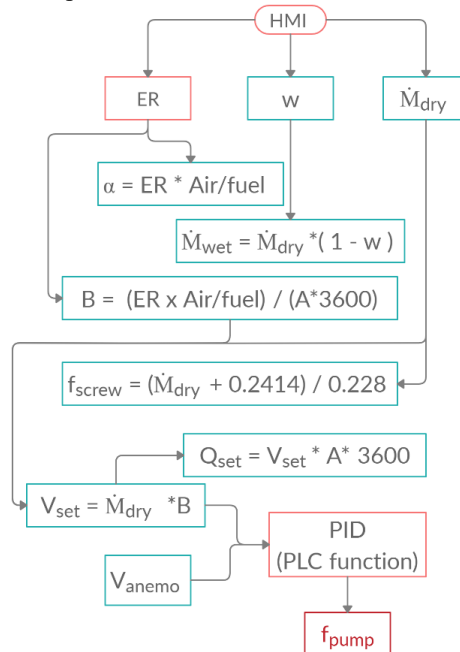 HMI
ER
w
Ṁdry
α = ER * Air/fuel
Ṁwet = Ṁdry *( 1 - w )
B = (ER x Air/fuel) / (A*3600)
fscrew = (Ṁdry + 0.2414) / 0.228
Qset = Vset * A* 3600
Vset = Ṁdry *B
PID
(PLC function)
Vanemo
fpump